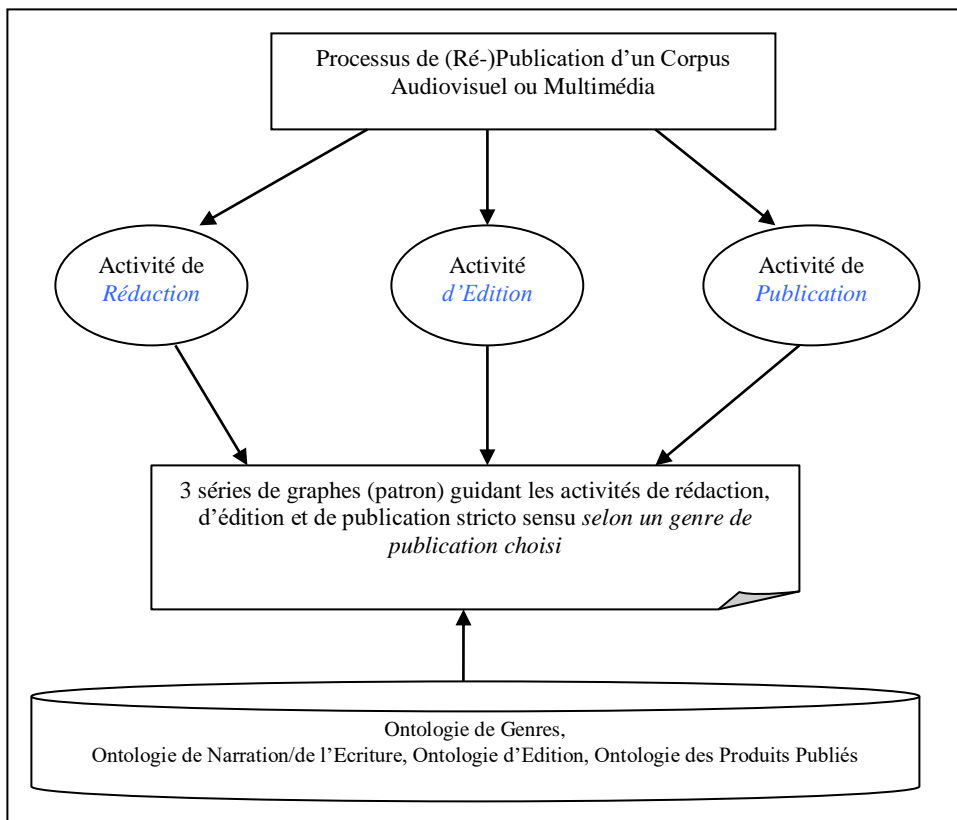 Processus de (Ré-)Publication d’un Corpus
Audiovisuel ou Multimédia
Activité de
Rédaction
Activité
d’Edition
Activité de
Publication
3 séries de graphes (patron) guidant les activités de rédaction,
d’édition et de publication stricto sensu selon un genre de
publication choisi
Ontologie de Genres,
Ontologie de Narration/de l’Ecriture, Ontologie d’Edition, Ontologie des Produits Publiés